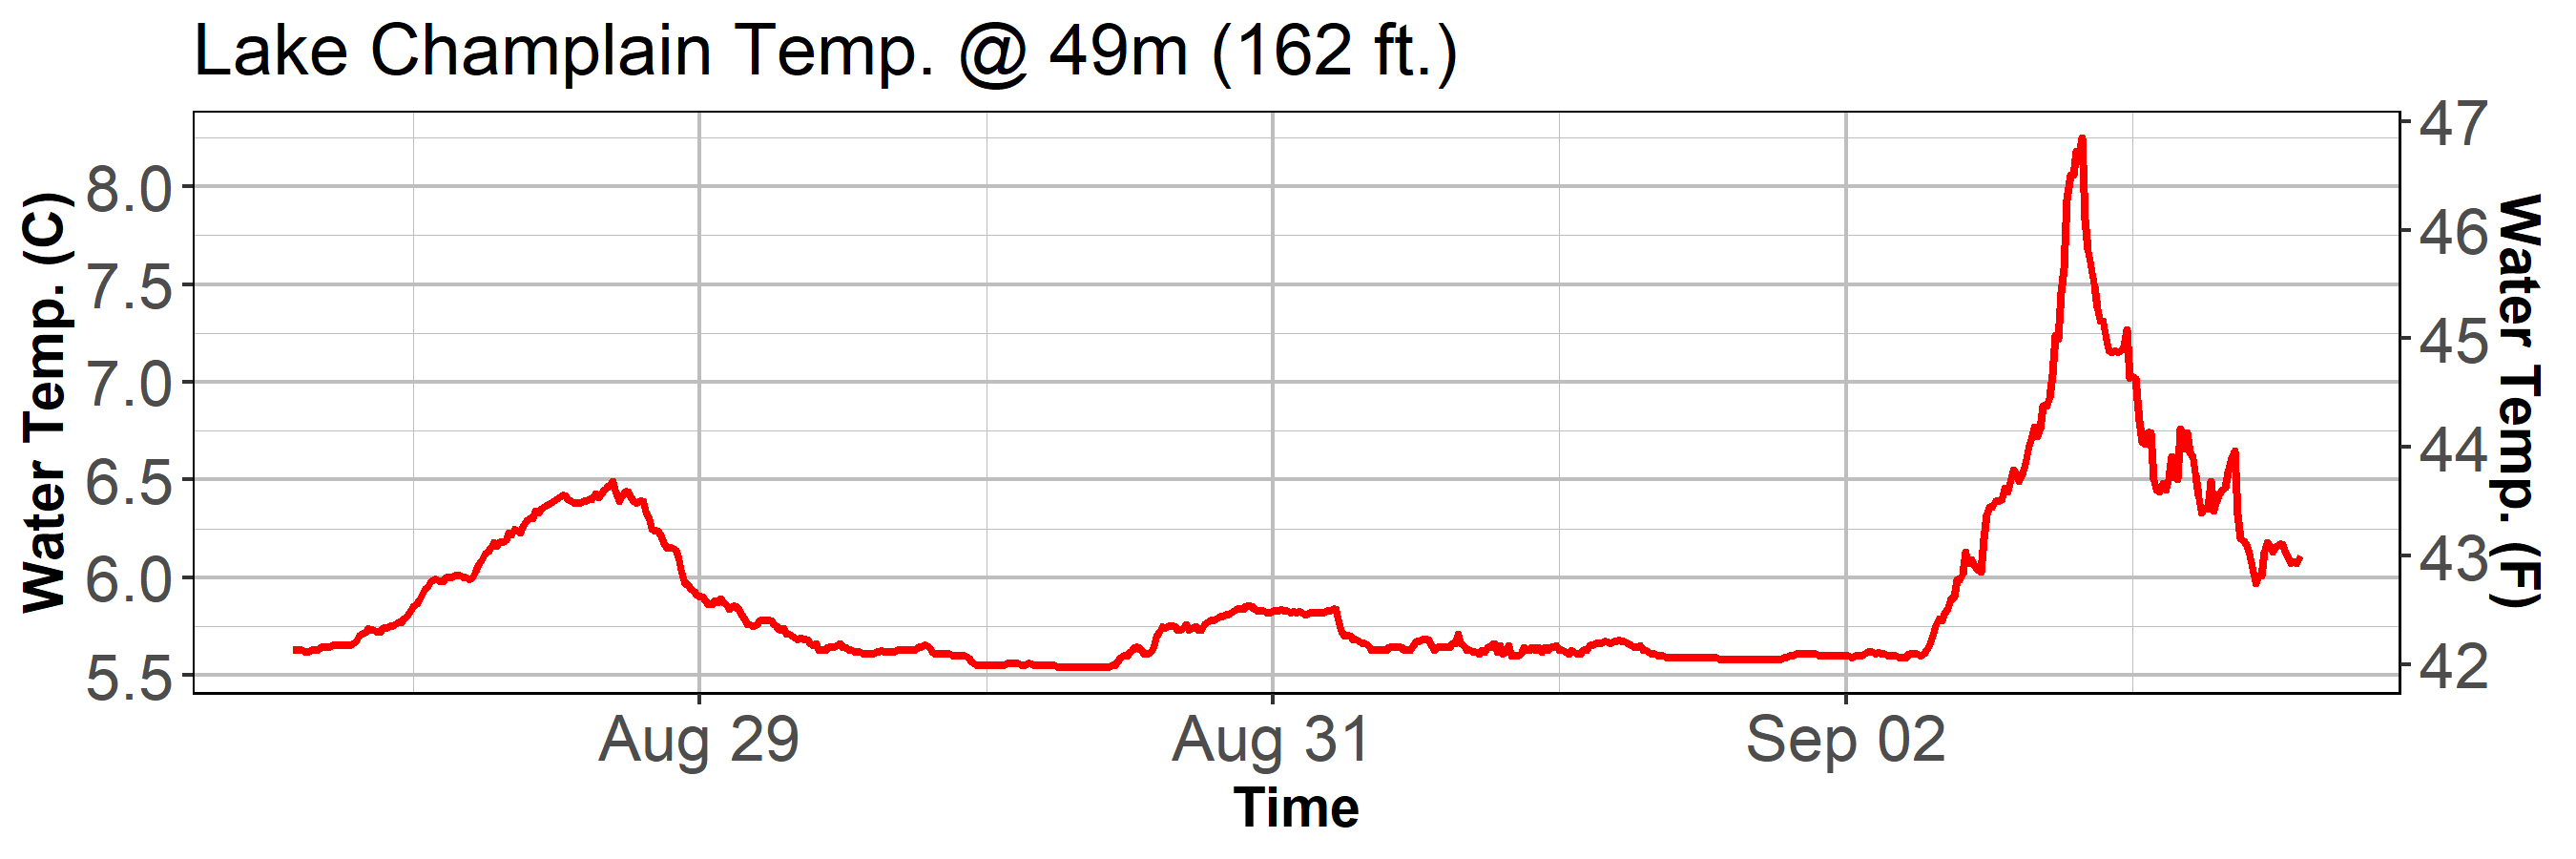 Lake Champlain Temp. @ 49m (162 ft.)
Water Temp. (C)
8.0
7.5
7.0
6.5
6.0
5.5
47
46
45
44
43
42
Water Temp. (F)
Aug 29 Aug 31 Sep 02
Time